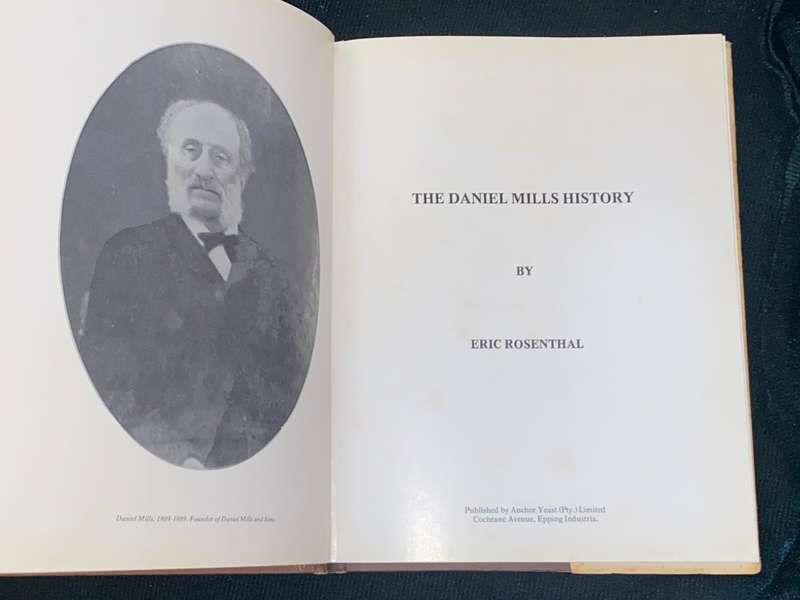 Daniel Mills, 1809-1889. Founder of Daniel Mills and Sons.
THE DANIEL MILLS HISTORY
BY
ERIC ROSENTHAL
Published by Anchor Yeast (Pty.) Limited
Cochrane Avenue, Epping Industria.